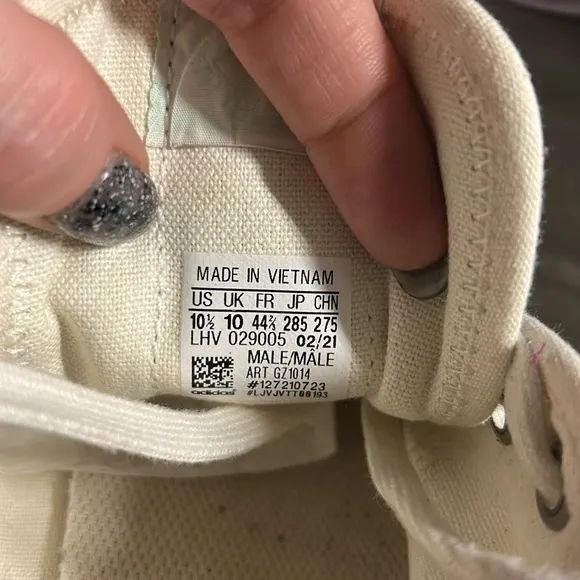 MADE IN VIETNAM
US UK FR JP CHN
10½ 10 44⅔ 285 275
LHV 029005 02/21
MALE/MÂLE
ART GZ1014
#127210723
adidas #LJVJVTT00193